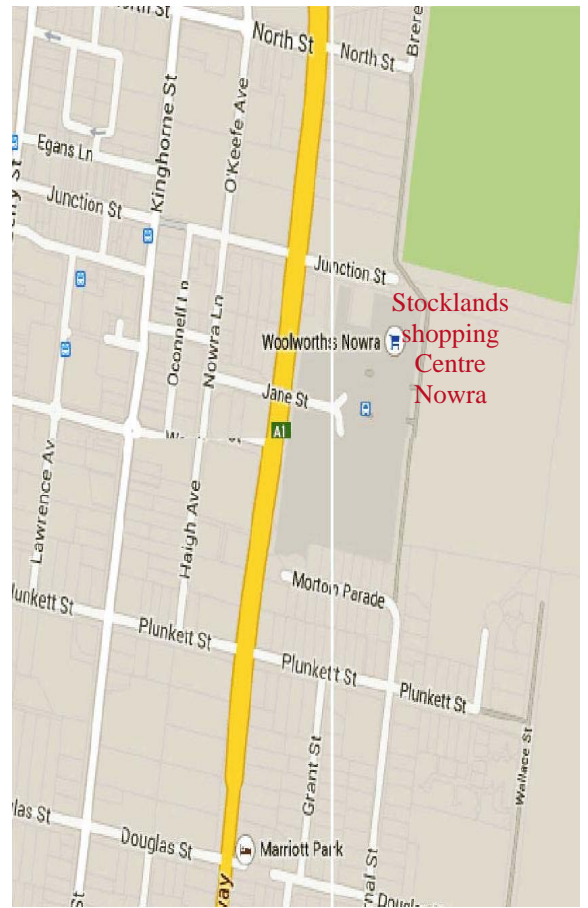 North St
North St
Kinghorne St
O'Keefe Ave
Egans Ln
Junction St
Junction St
Stocklands
shopping
Centre
Nowra
Woolworths Nowra
Oconnell Ln
Nowra Ln
Jane St
A1
Lawrence Av
Haigh Ave
Morton Parade
Plunkett St
Plunkett St
Plunkett St
Grant St
Wallace St
Douglas St
Marriott Park